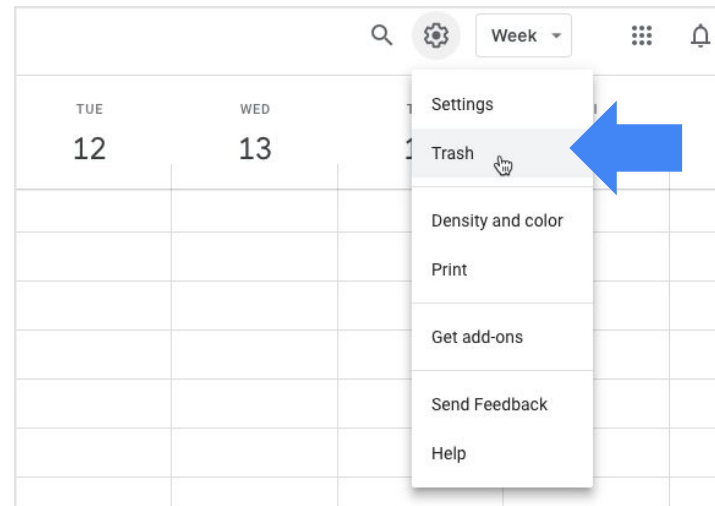 Week
TUE
WED
12
13
Settings
Trash
Density and color
Print
Get add-ons
Send Feedback
Help